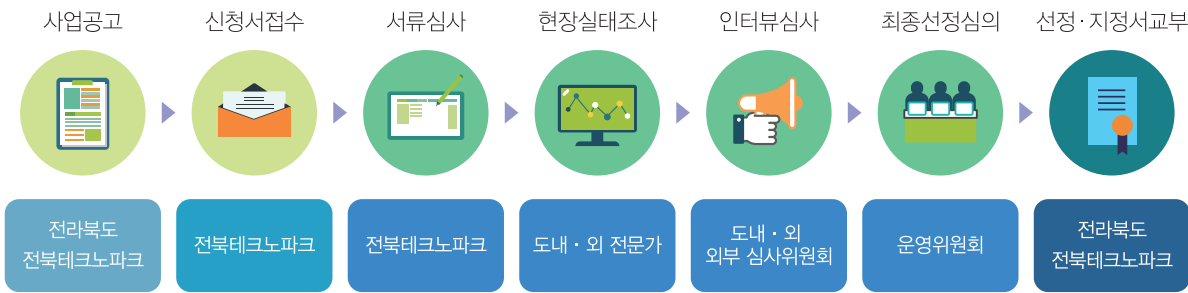 사업공고
신청서접수
서류심사
현장실태조사
인터뷰심사
최종선정심의
선정·지정서교부
전라북도
전북테크노파크
전북테크노파크
전북테크노파크
도내·외 전문가
도내·외
외부 심사위원회
운영위원회
전라북도
전북테크노파크